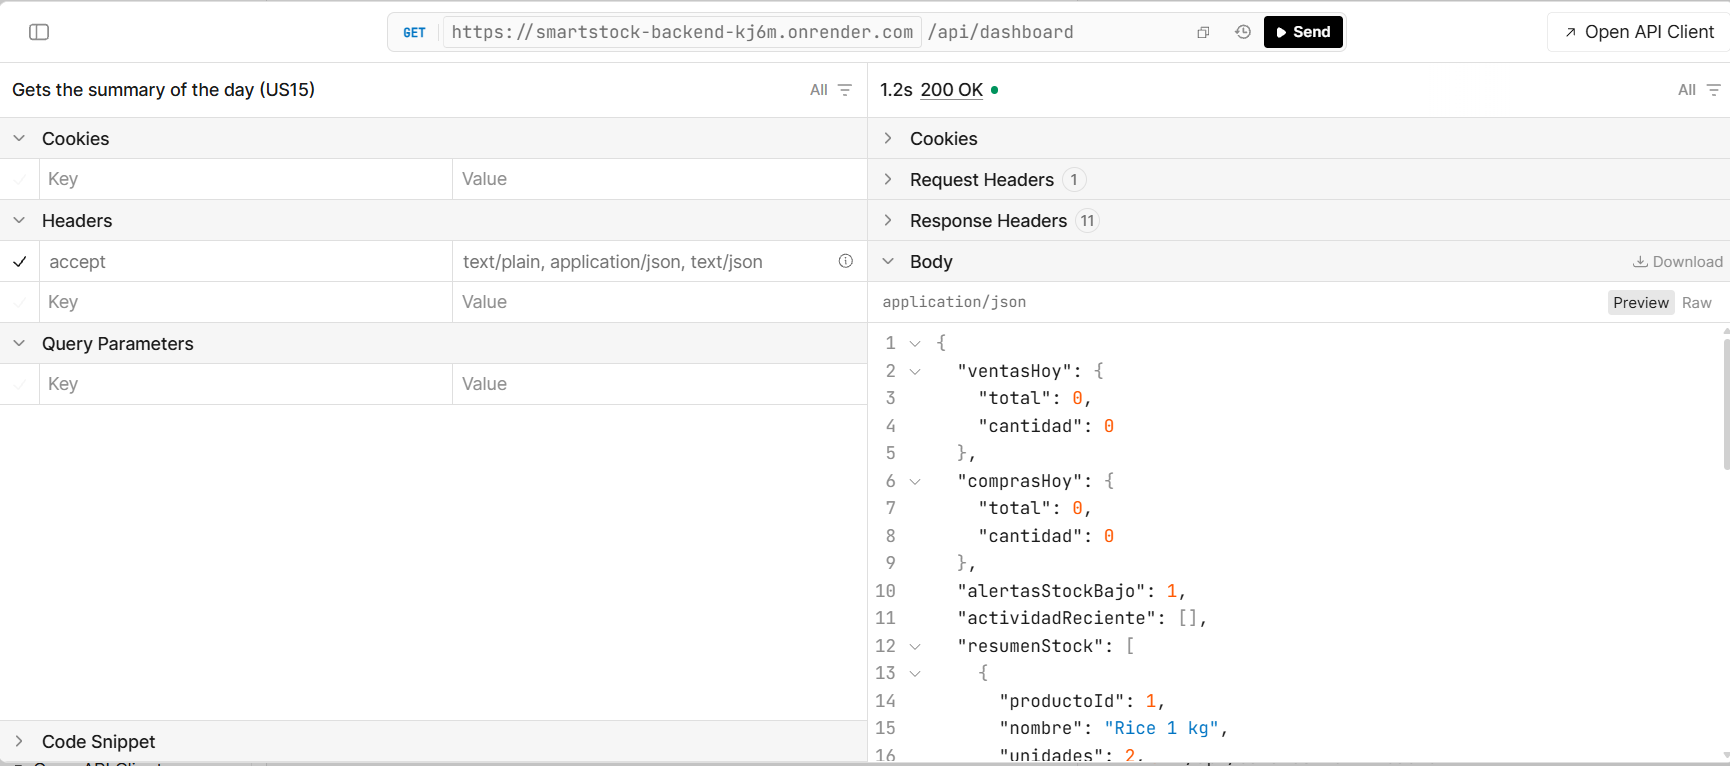 GET https://smartstock-backend-kj6m.onrender.com /api/dashboard Send Open API Client
Gets the summary of the day (US15) All
Cookies
Key Value
Headers
accept text/plain, application/json, text/json
Key Value
Query Parameters
Key Value
Code Snippet
1.2s 200 OK All
Cookies
Request Headers 1
Response Headers 11
Body Download
application/json Preview Raw
1 {
2 "ventasHoy": {
3 "total": 0,
4 "cantidad": 0
5 },
6 "comprasHoy": {
7 "total": 0,
8 "cantidad": 0
9 },
10 "alertasStockBajo": 1,
11 "actividadReciente": [],
12 "resumenStock": [
13 {
14 "productoId": 1,
15 "nombre": "Rice 1 kg",
16 "unidades": 2,